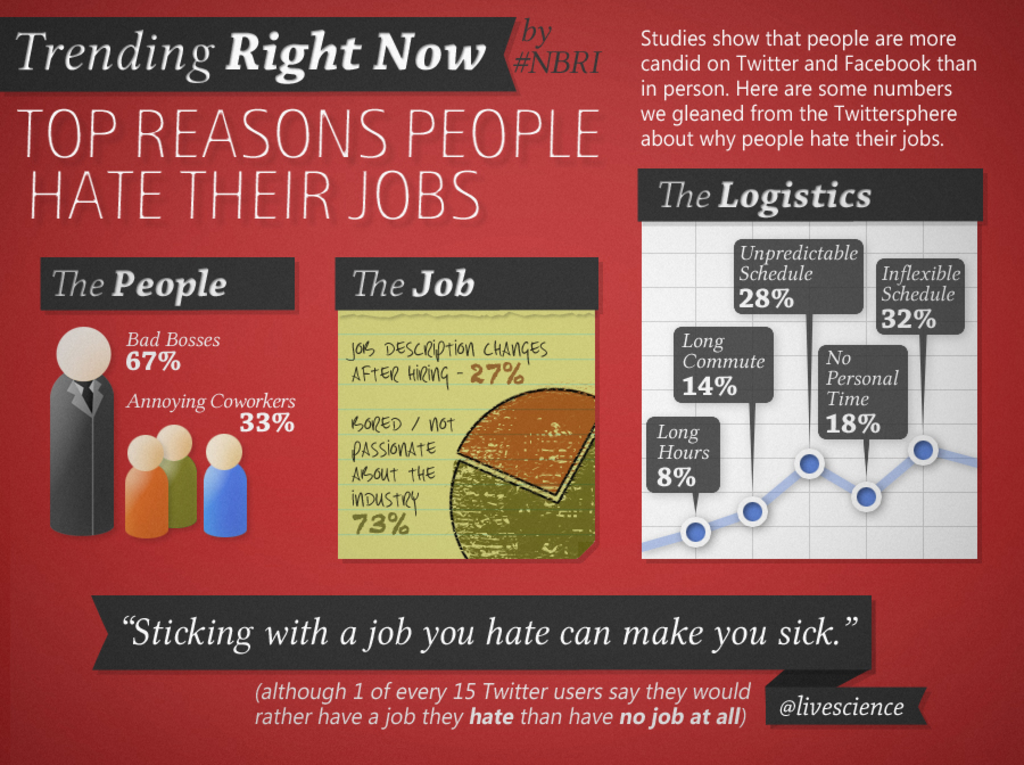 Trending Right Now
by
#NBRI
TOP REASONS PEOPLE
HATE THEIR JOBS
Studies show that people are more
candid on Twitter and Facebook than
in person. Here are some numbers
we gleaned from the Twittersphere
about why people hate their jobs.
The People
Bad Bosses
67%
Annoying Coworkers
33%
The Job
JOB DESCRIPTION CHANGES
AFTER HIRING - 27%
BORED / NOT
PASSIONATE
ABOUT THE
INDUSTRY
73%
The Logistics
Long
Hours
8%
Long
Commute
14%
Unpredictable
Schedule
28%
No
Personal
Time
18%
Inflexible
Schedule
32%
“Sticking with a job you hate can make you sick.”
(although 1 of every 15 Twitter users say they would
rather have a job they hate than have no job at all)
@livescience